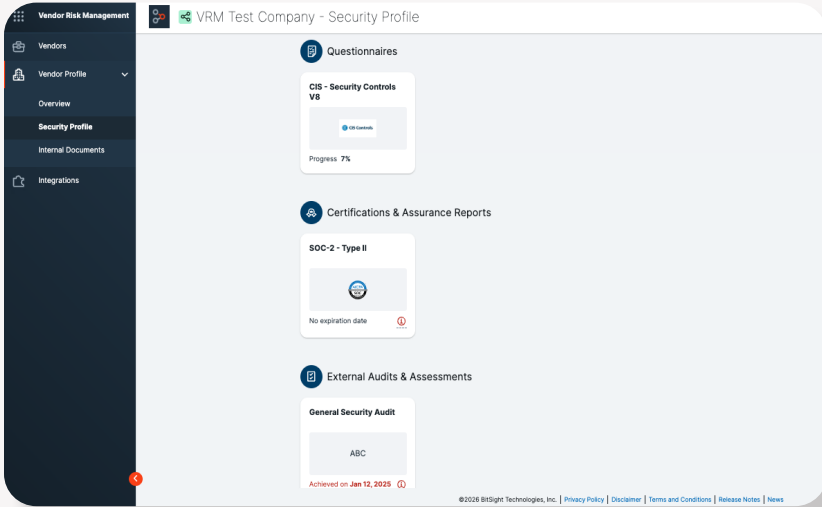 Vendor Risk Management
VRM Test Company - Security Profile
Vendors
Vendor Profile
Overview
Security Profile
Internal Documents
Integrations
Questionnaires
CIS - Security Controls
V8
CIS Controls
Progress 7%
Certifications & Assurance Reports
SOC-2 - Type II
No expiration date
External Audits & Assessments
General Security Audit
ABC
Achieved on Jan 12, 2025
©2026 BitSight Technologies, Inc. | Privacy Policy | Disclaimer | Terms and Conditions | Release Notes | News